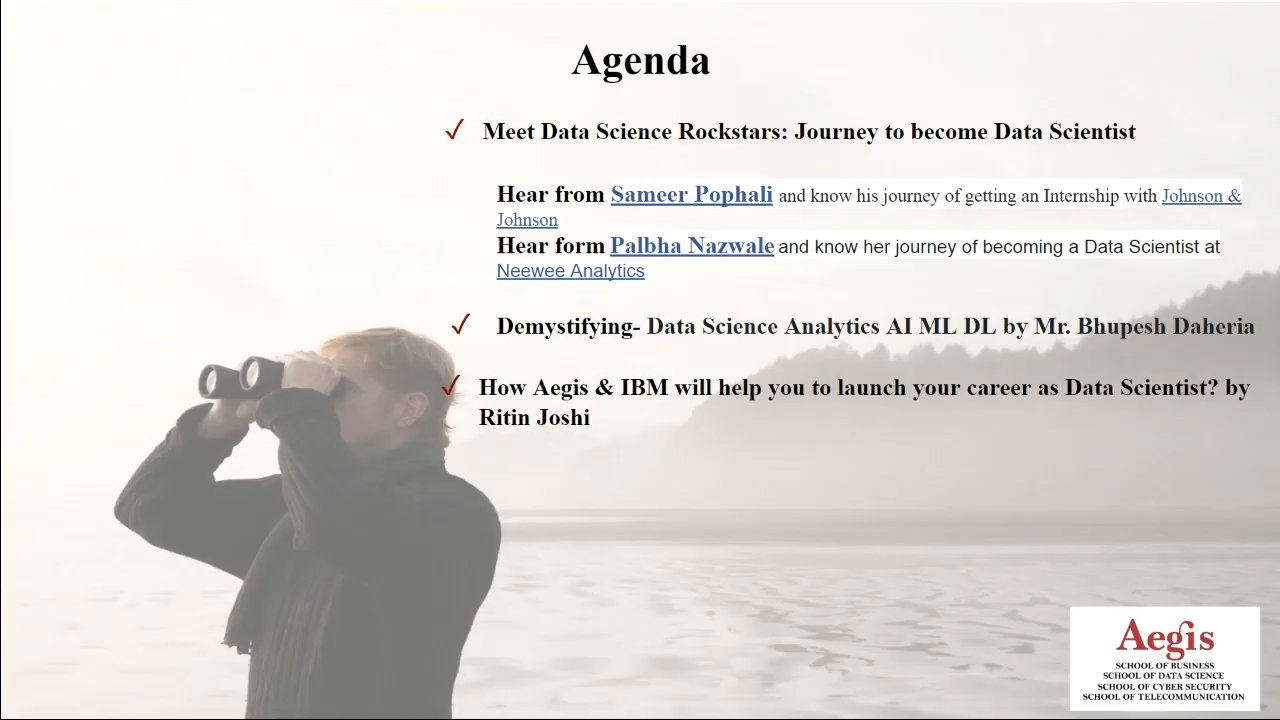 Agenda
✓ Meet Data Science Rockstars: Journey to become Data Scientist
Hear from Sameer Pophali and know his journey of getting an Internship with Johnson &
Johnson
Hear form Palbha Nazwale and know her journey of becoming a Data Scientist at
Neewee Analytics
✓ Demystifying- Data Science Analytics AI ML DL by Mr. Bhupesh Daheria
✓ How Aegis & IBM will help you to launch your career as Data Scientist? by
Ritin Joshi
Aegis
SCHOOL OF BUSINESS
SCHOOL OF DATA SCIENCE
SCHOOL OF CYBER SECURITY
SCHOOL OF TELECOMMUNICATION